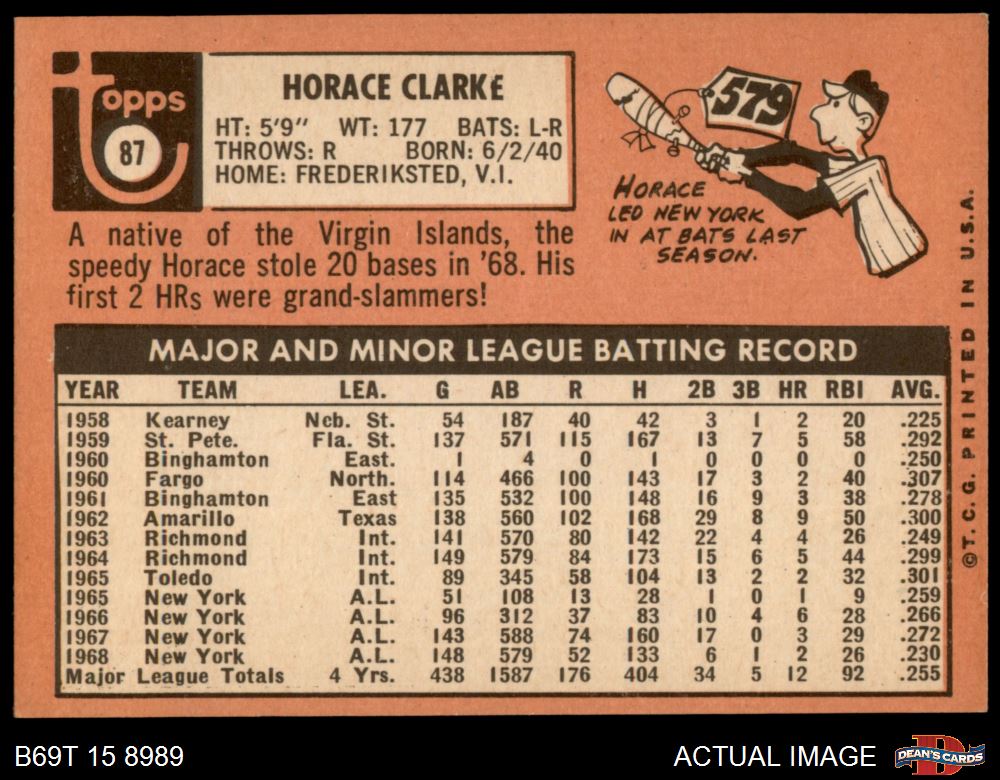 Topps
87
HORACE CLARKE
HT: 5'9" WT: 177 BATS: L-R
THROWS: R BORN: 6/2/40
HOME: FREDERIKSTED, V.I.
A native of the Virgin Islands, the
speedy Horace stole 20 bases in '68. His
first 2 HRs were grand-slammers!
579
HORACE
LED NEW YORK
IN AT BATS LAST
SEASON.
MAJOR AND MINOR LEAGUE BATTING RECORD
YEAR TEAM LEA. G AB R H 2B 3B HR RBI AVG.
1958 Kearney Neb. St. 54 187 40 42 3 1 2 20 .225
1959 St. Pete. Fla. St. 137 571 115 167 13 7 5 58 .292
1960 Binghamton East. 1 4 0 1 0 0 0 0 .250
1960 Fargo North. 114 466 100 143 17 3 2 40 .307
1961 Binghamton East 135 532 100 148 16 9 3 38 .278
1962 Amarillo Texas 138 560 102 168 29 8 9 50 .300
1963 Richmond Int. 141 570 80 142 22 4 4 26 .249
1964 Richmond Int. 149 579 84 173 15 6 5 44 .299
1965 Toledo Int. 89 345 58 104 13 2 2 32 .301
1965 New York A.L. 51 108 13 28 1 0 1 9 .259
1966 New York A.L. 96 312 37 83 10 4 6 28 .266
1967 New York A.L. 143 588 74 160 17 0 3 29 .272
1968 New York A.L. 148 579 52 133 6 1 2 26 .230
Major League Totals 4 Yrs. 438 1587 176 404 34 5 12 92 .255
©T.C.G. PRINTED IN U.S.A.
B69T 15 8989
ACTUAL IMAGE
DEAN'S CARDS